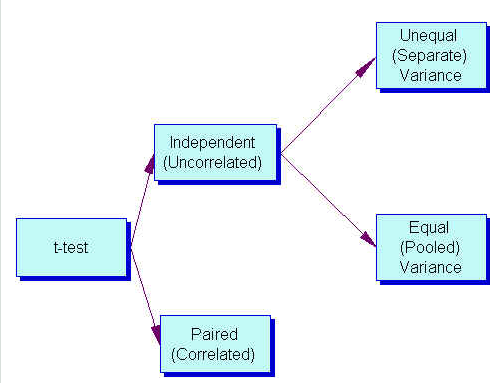 Unequal
(Separate)
Variance
Independent
(Uncorrelated)
t-test
Equal
(Pooled)
Variance
Paired
(Correlated)